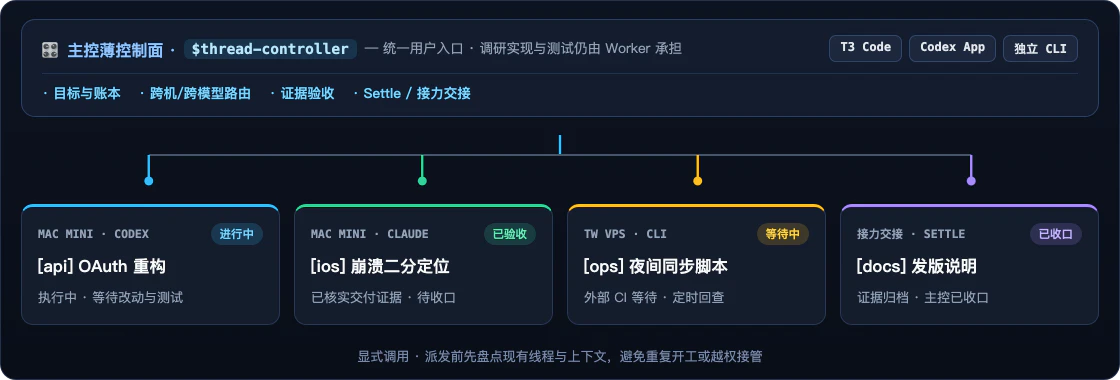 主控薄控制面 · $thread-controller — 统一用户入口 · 调研实现与测试仍由 Worker 承担
T3 Code
Codex App
独立 CLI
· 目标与账本 · 跨机/跨模型路由 · 证据验收 · Settle / 接力交接
MAC MINI · CODEX
进行中
[api] OAuth 重构
执行中 · 等待改动与测试
MAC MINI · CLAUDE
已验收
[ios] 崩溃二分定位
已核实交付证据 · 待收口
TW VPS · CLI
等待中
[ops] 夜间同步脚本
外部 CI 等待 · 定时回查
接力交接 · SETTLE
已收口
[docs] 发版说明
证据归档 · 主控已收口
显式调用 · 派发前先盘点现有线程与上下文，避免重复开工或越权接管